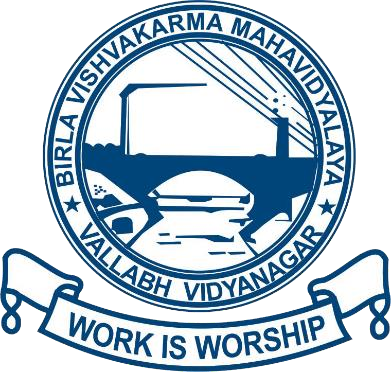 BIRLA VISHVAKARMA MAHAVIDYALAYA
VALLABH VIDYANAGAR
WORK IS WORSHIP